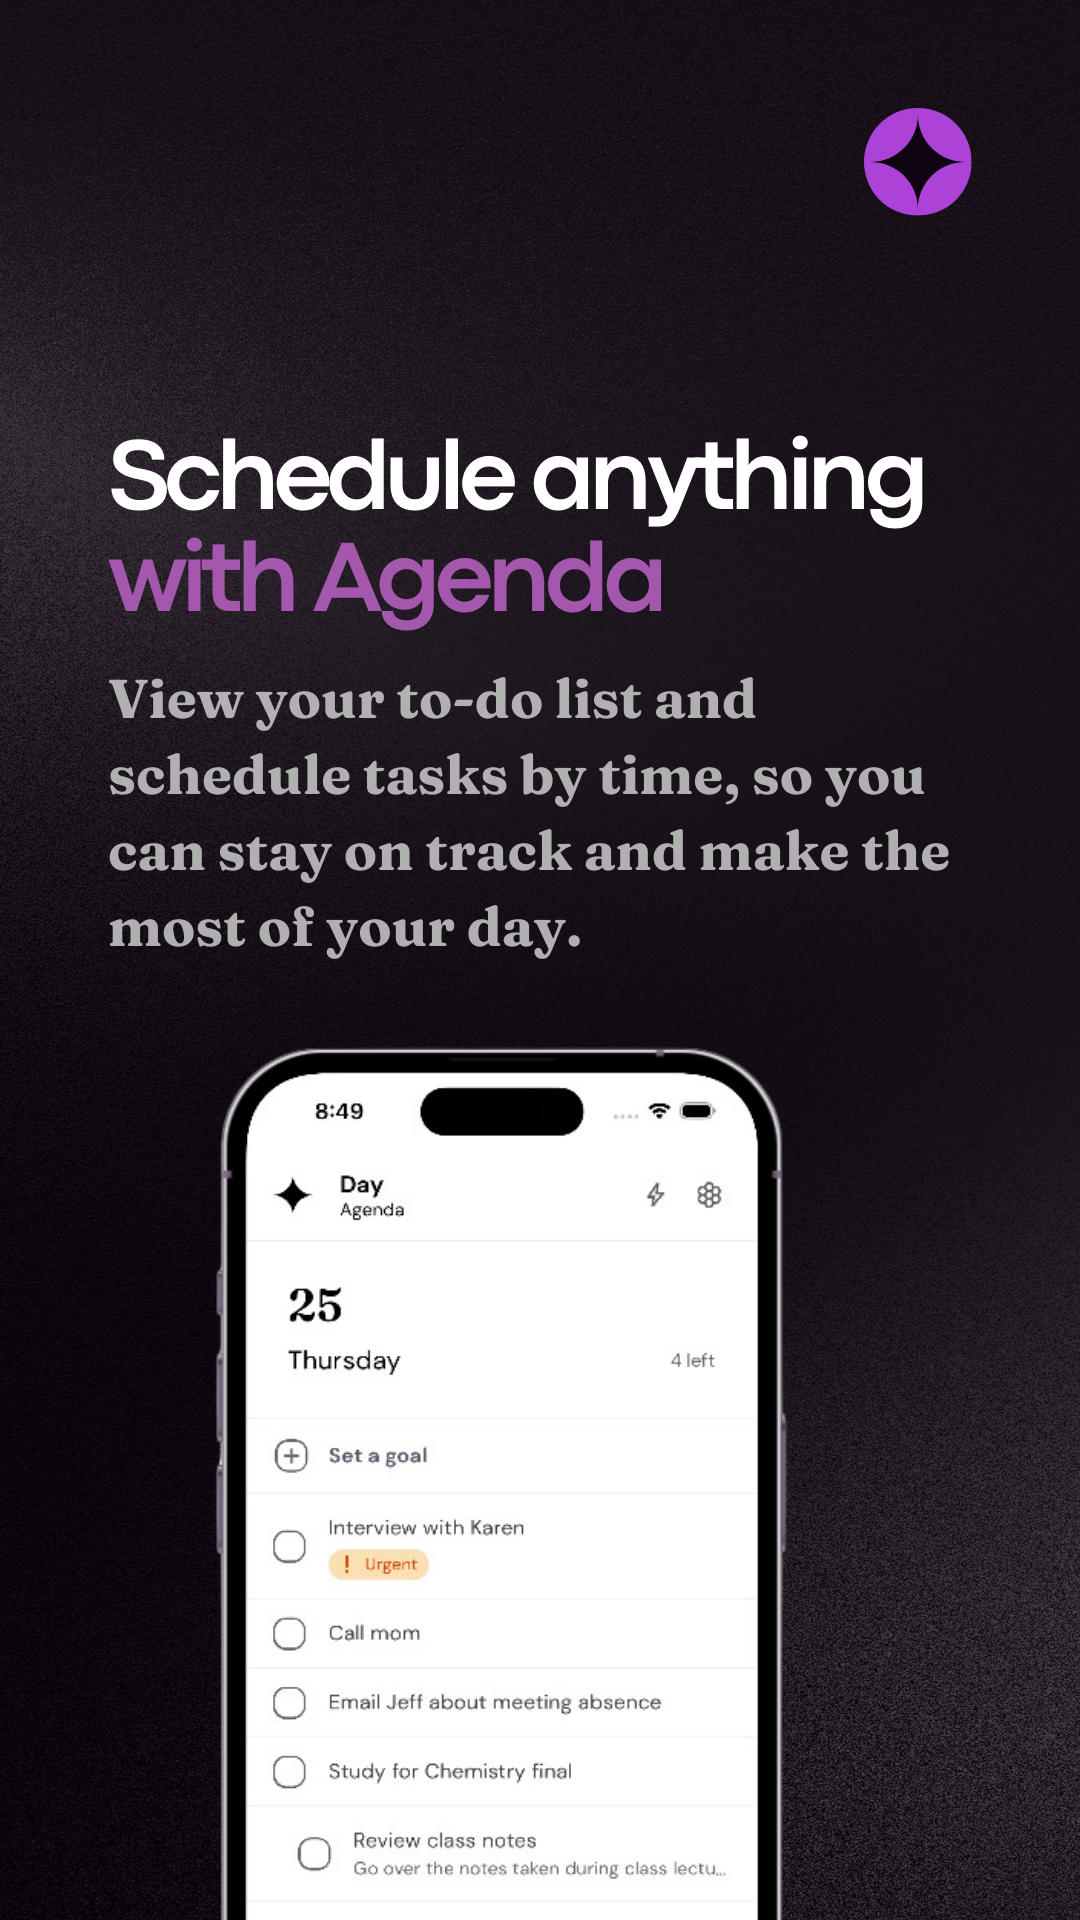 Schedule anything
with Agenda
View your to-do list and
schedule tasks by time, so you
can stay on track and make the
most of your day.
8:49
Day
Agenda
25
Thursday
4 left
Set a goal
Interview with Karen
! Urgent
Call mom
Email Jeff about meeting absence
Study for Chemistry final
Review class notes
Go over the notes taken during class lectu...